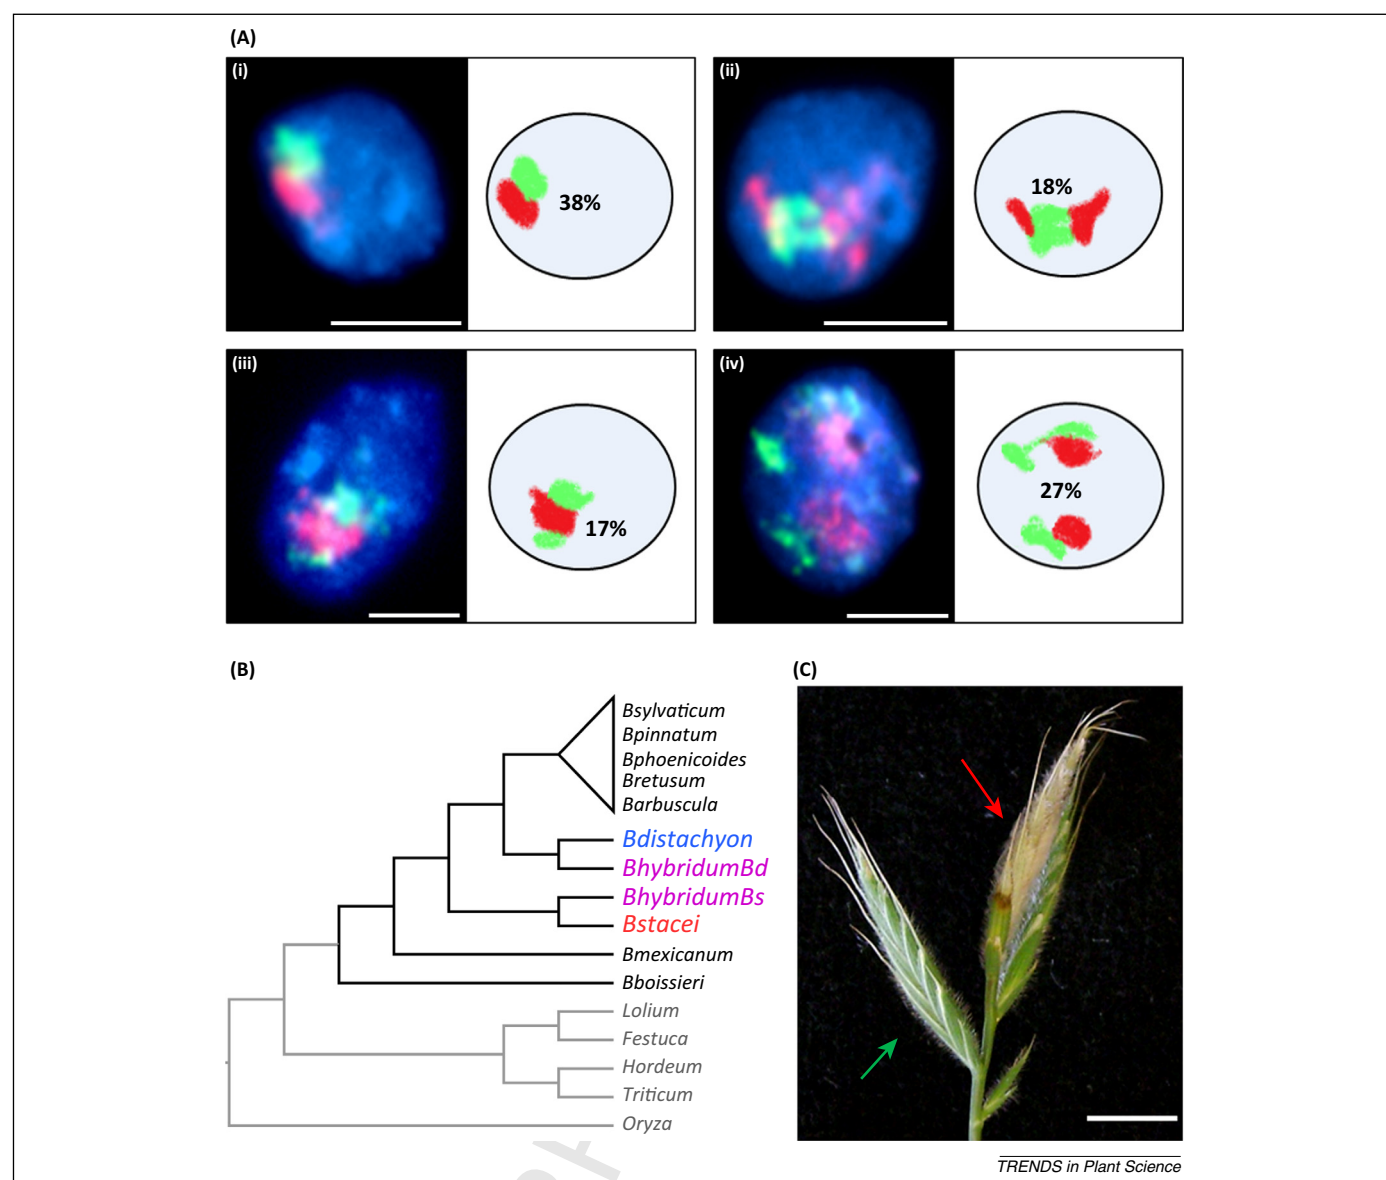 (A)
(i)
38%
(ii)
18%
(iii)
17%
(iv)
27%
(B)
Bsylvaticum
Bpinnatum
Bphoenicoides
Bretusum
Barbuscula
Bdistachyon
BhybridumBd
BhybridumBs
Bstacei
Bmexicanum
Bboissieri
Lolium
Festuca
Hordeum
Triticum
Oryza
(C)
TRENDS in Plant Science